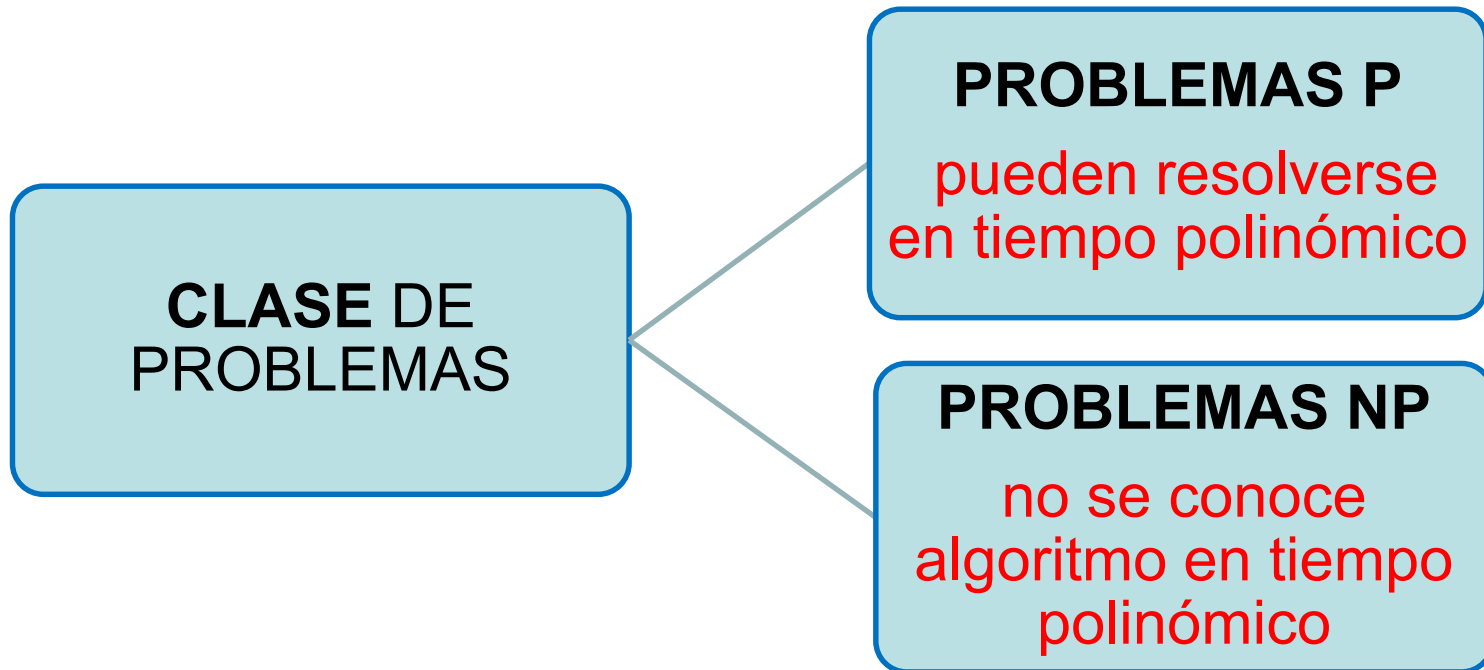 CLASE DE
PROBLEMAS
PROBLEMAS P
pueden resolverse
en tiempo polinómico
PROBLEMAS NP
no se conoce
algoritmo en tiempo
polinómico